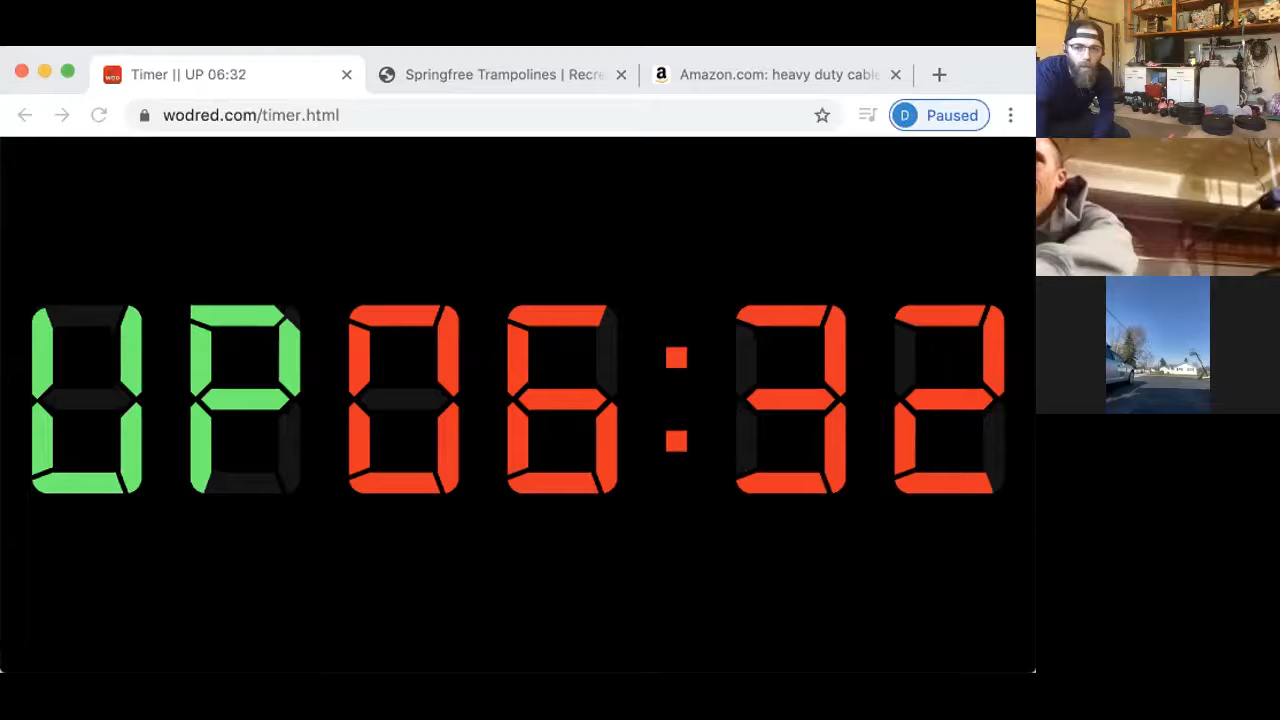 WOD Timer || UP 06:32
Springfree Trampolines | Recre
a Amazon.com: heavy duty cable
wodred.com/timer.html
D Paused
UP 06:32